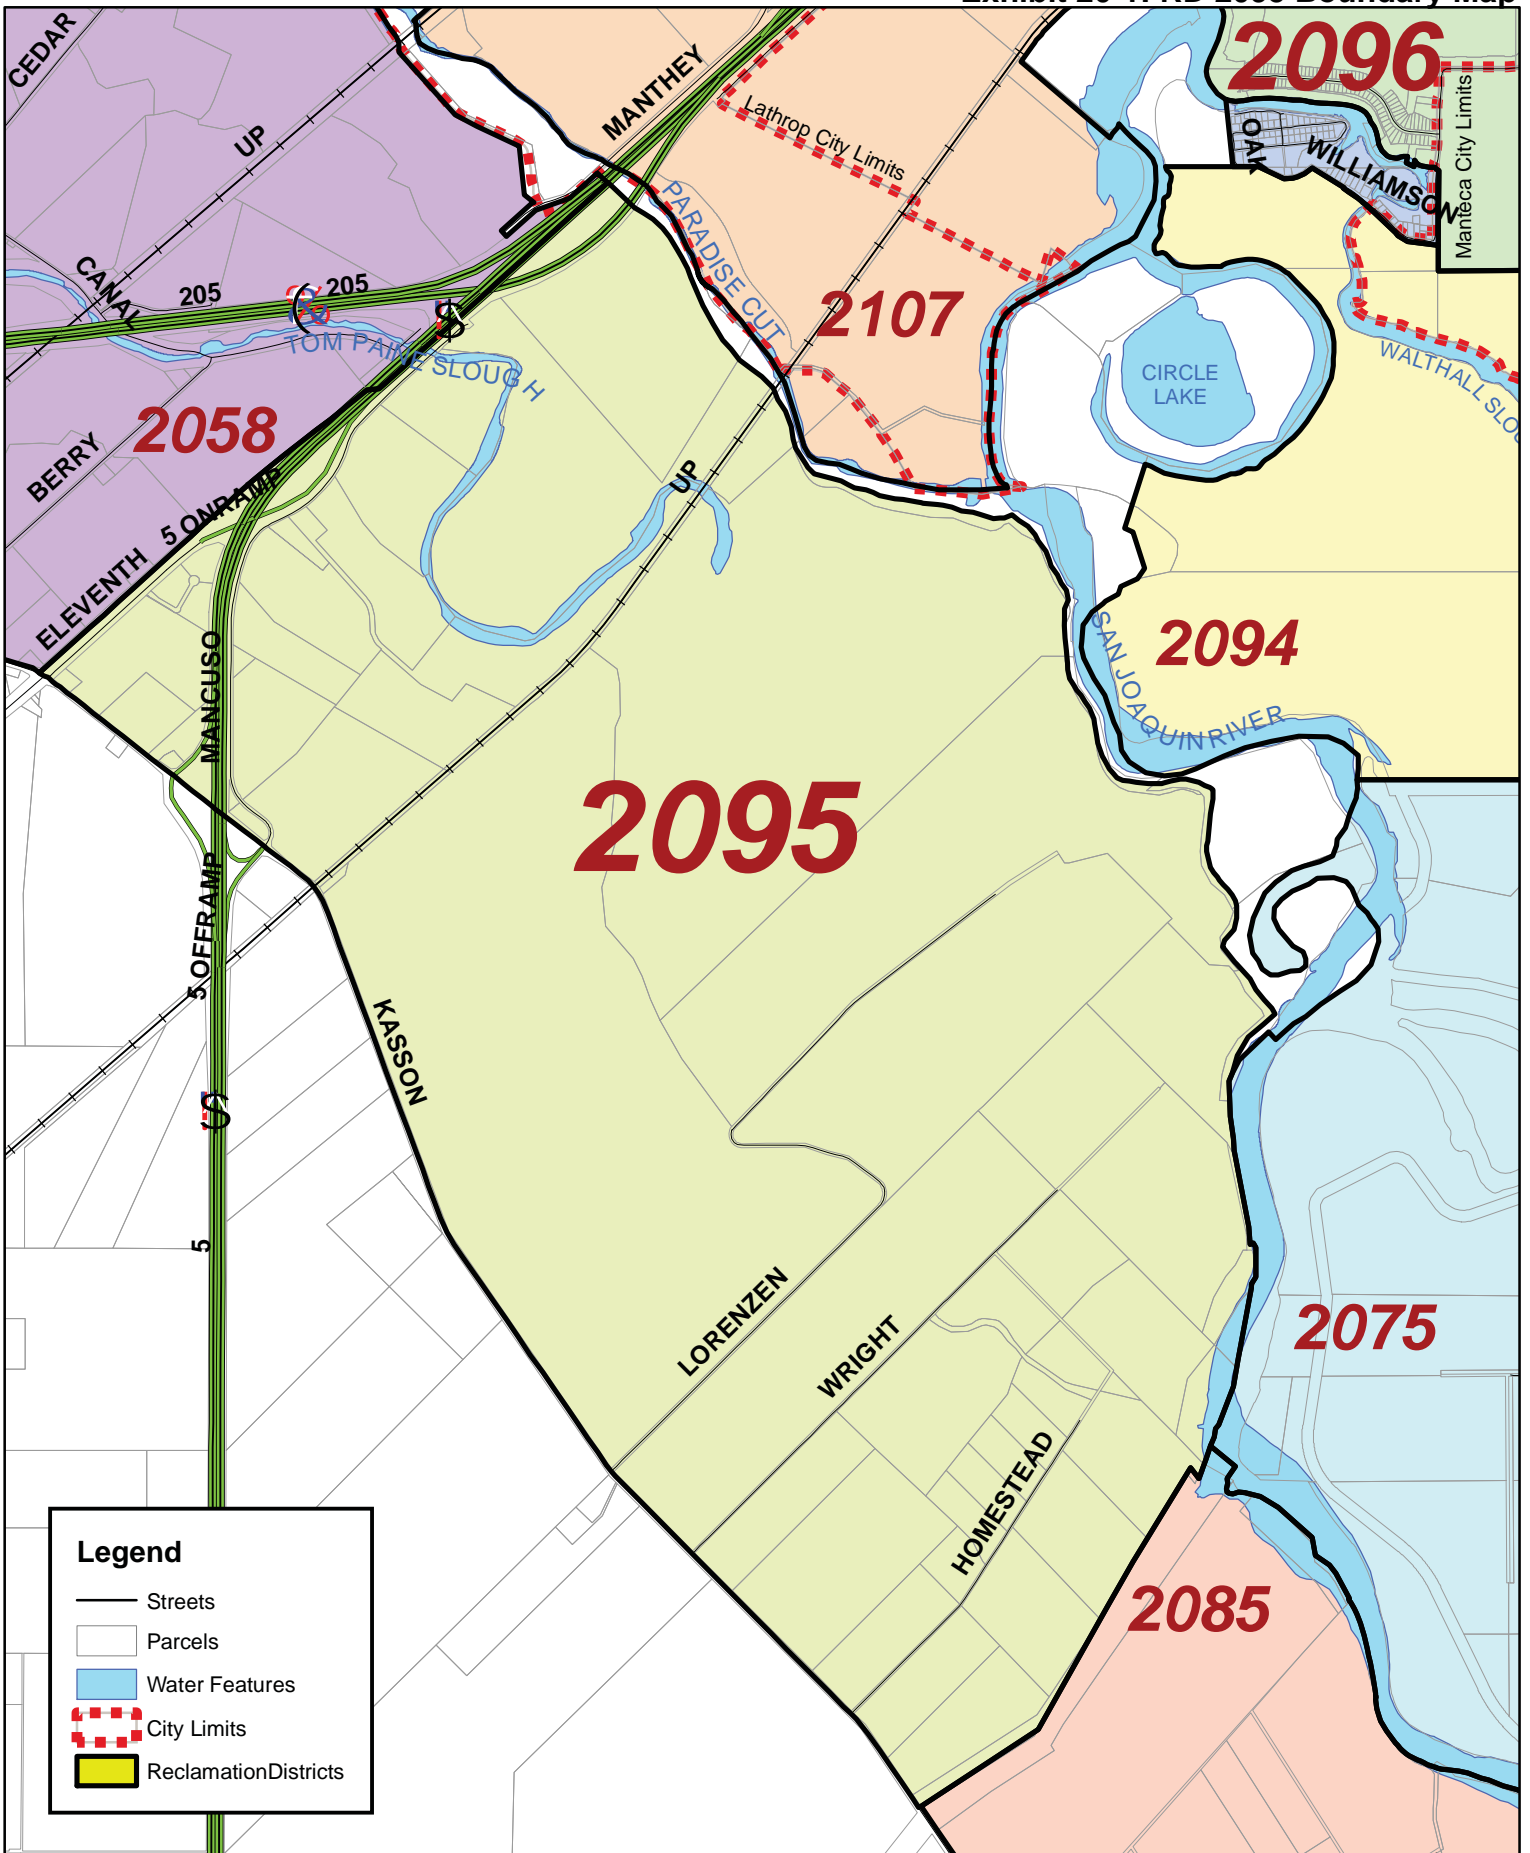 2096
CEDAR
MANTHEY
UP
Lathrop City Limits
OAK
WILLIAMSON
Manteca City Limits
PARADISE CUT
CANAL
205
205
2107
TOM PAINE SLOUGH
CIRCLE
LAKE
WALTHALL
2058
BERRY
UP
5 ONRAMP
ELEVENTH
MANCUSO
2094
SAN JOAQUIN RIVER
2095
5 OFFRAMP
KASSON
5
LORENZEN
WRIGHT
2075
HOMESTEAD
2085
Legend
Streets
Parcels
Water Features
City Limits
ReclamationDistricts